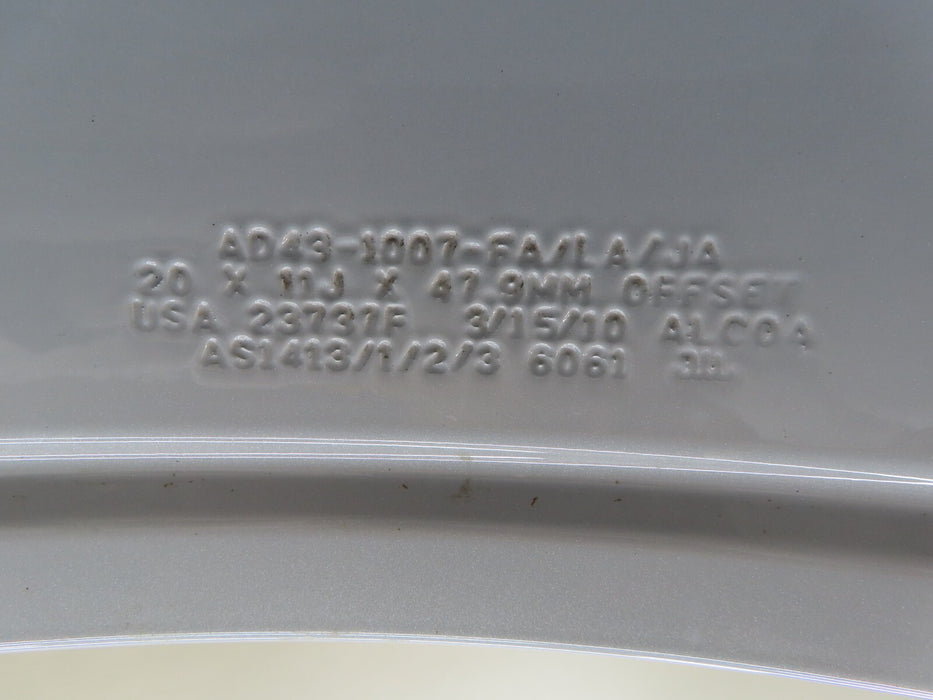 AD43-1007-FA/LA/JA
20 X 11J X 47.9MM OFFSET
USA 23737F 3/15/10 ALCOA
AS1413/1/2/3 6061